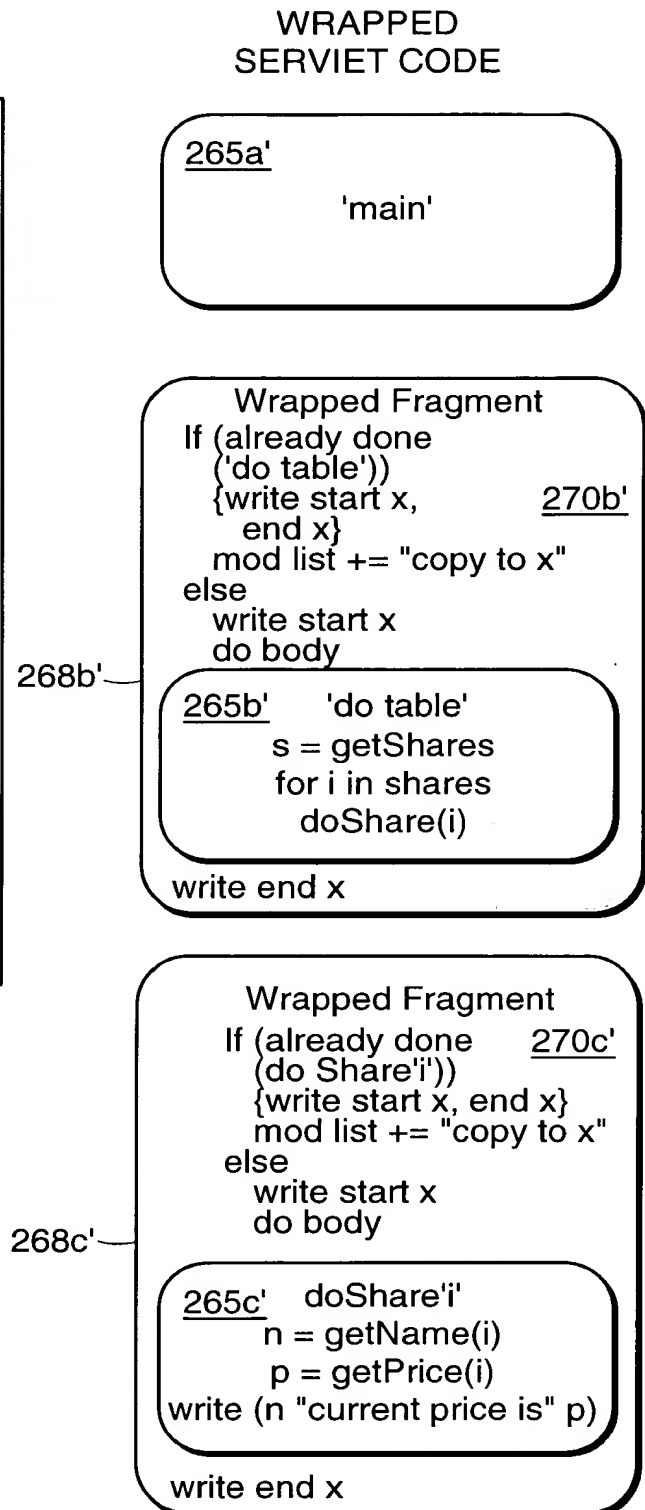 WRAPPED
SERVIET CODE
265a'
'main'
Wrapped Fragment
If (already done
('do table'))
{write start x,
270b'
end x}
mod list += "copy to x"
else
write start x
do body
268b'
265b' 'do table'
s = getShares
for i in shares
doShare(i)
write end x
Wrapped Fragment
If (already done 270c'
(do Share'i'))
{write start x, end x}
mod list += "copy to x"
else
write start x
do body
268c'
265c' doShare'i'
n = getName(i)
p = getPrice(i)
write (n "current price is" p)
write end x